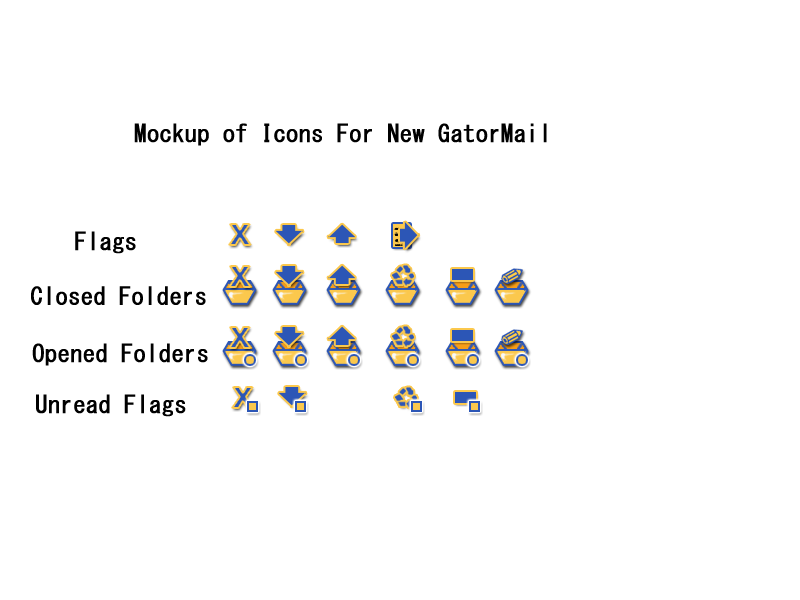 Mockup of Icons For New GatorMail
Flags
Closed Folders
Opened Folders
Unread Flags